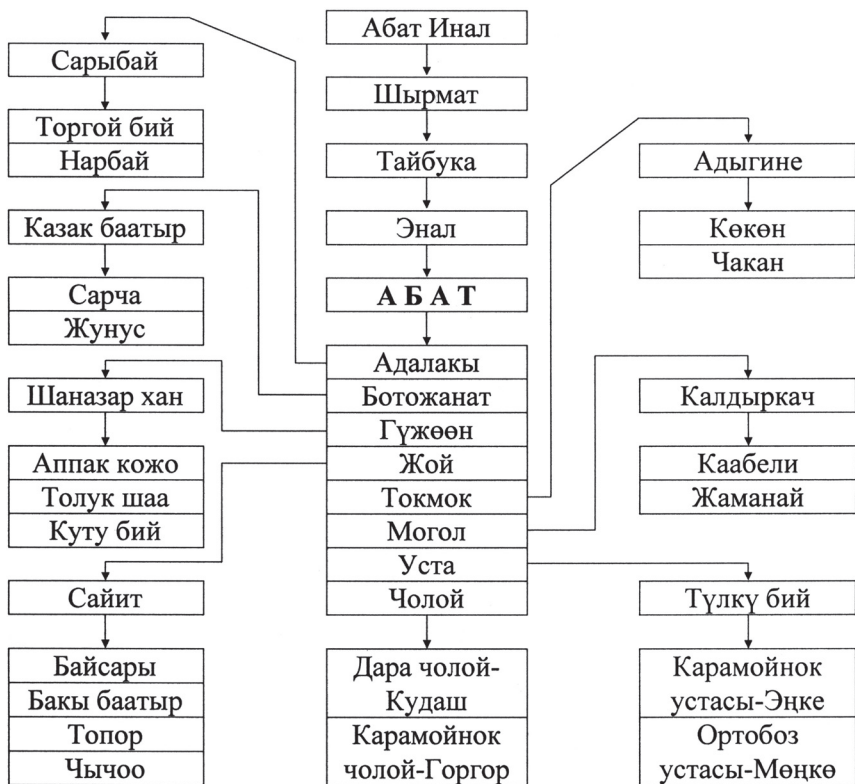 Абат Инал
Шырмат
Тайбука
Энал
А Б А Т
Адалакы
Ботожанат
Гүжөөн
Жой
Токмок
Могол
Уста
Чолой
Дара чолой-
Кудаш
Карамойнок
чолой-Горгор
Сарыбай
Торгой бий
Нарбай
Казак баатыр
Сарча
Жунус
Шаназар хан
Аппак кожо
Толук шаа
Куту бий
Сайит
Байсары
Бакы баатыр
Топор
Чычоо
Адыгине
Көкөн
Чакан
Калдыркач
Каабели
Жаманай
Түлкү бий
Карамойнок
устасы-Эңке
Ортобоз
устасы-Мөңкө